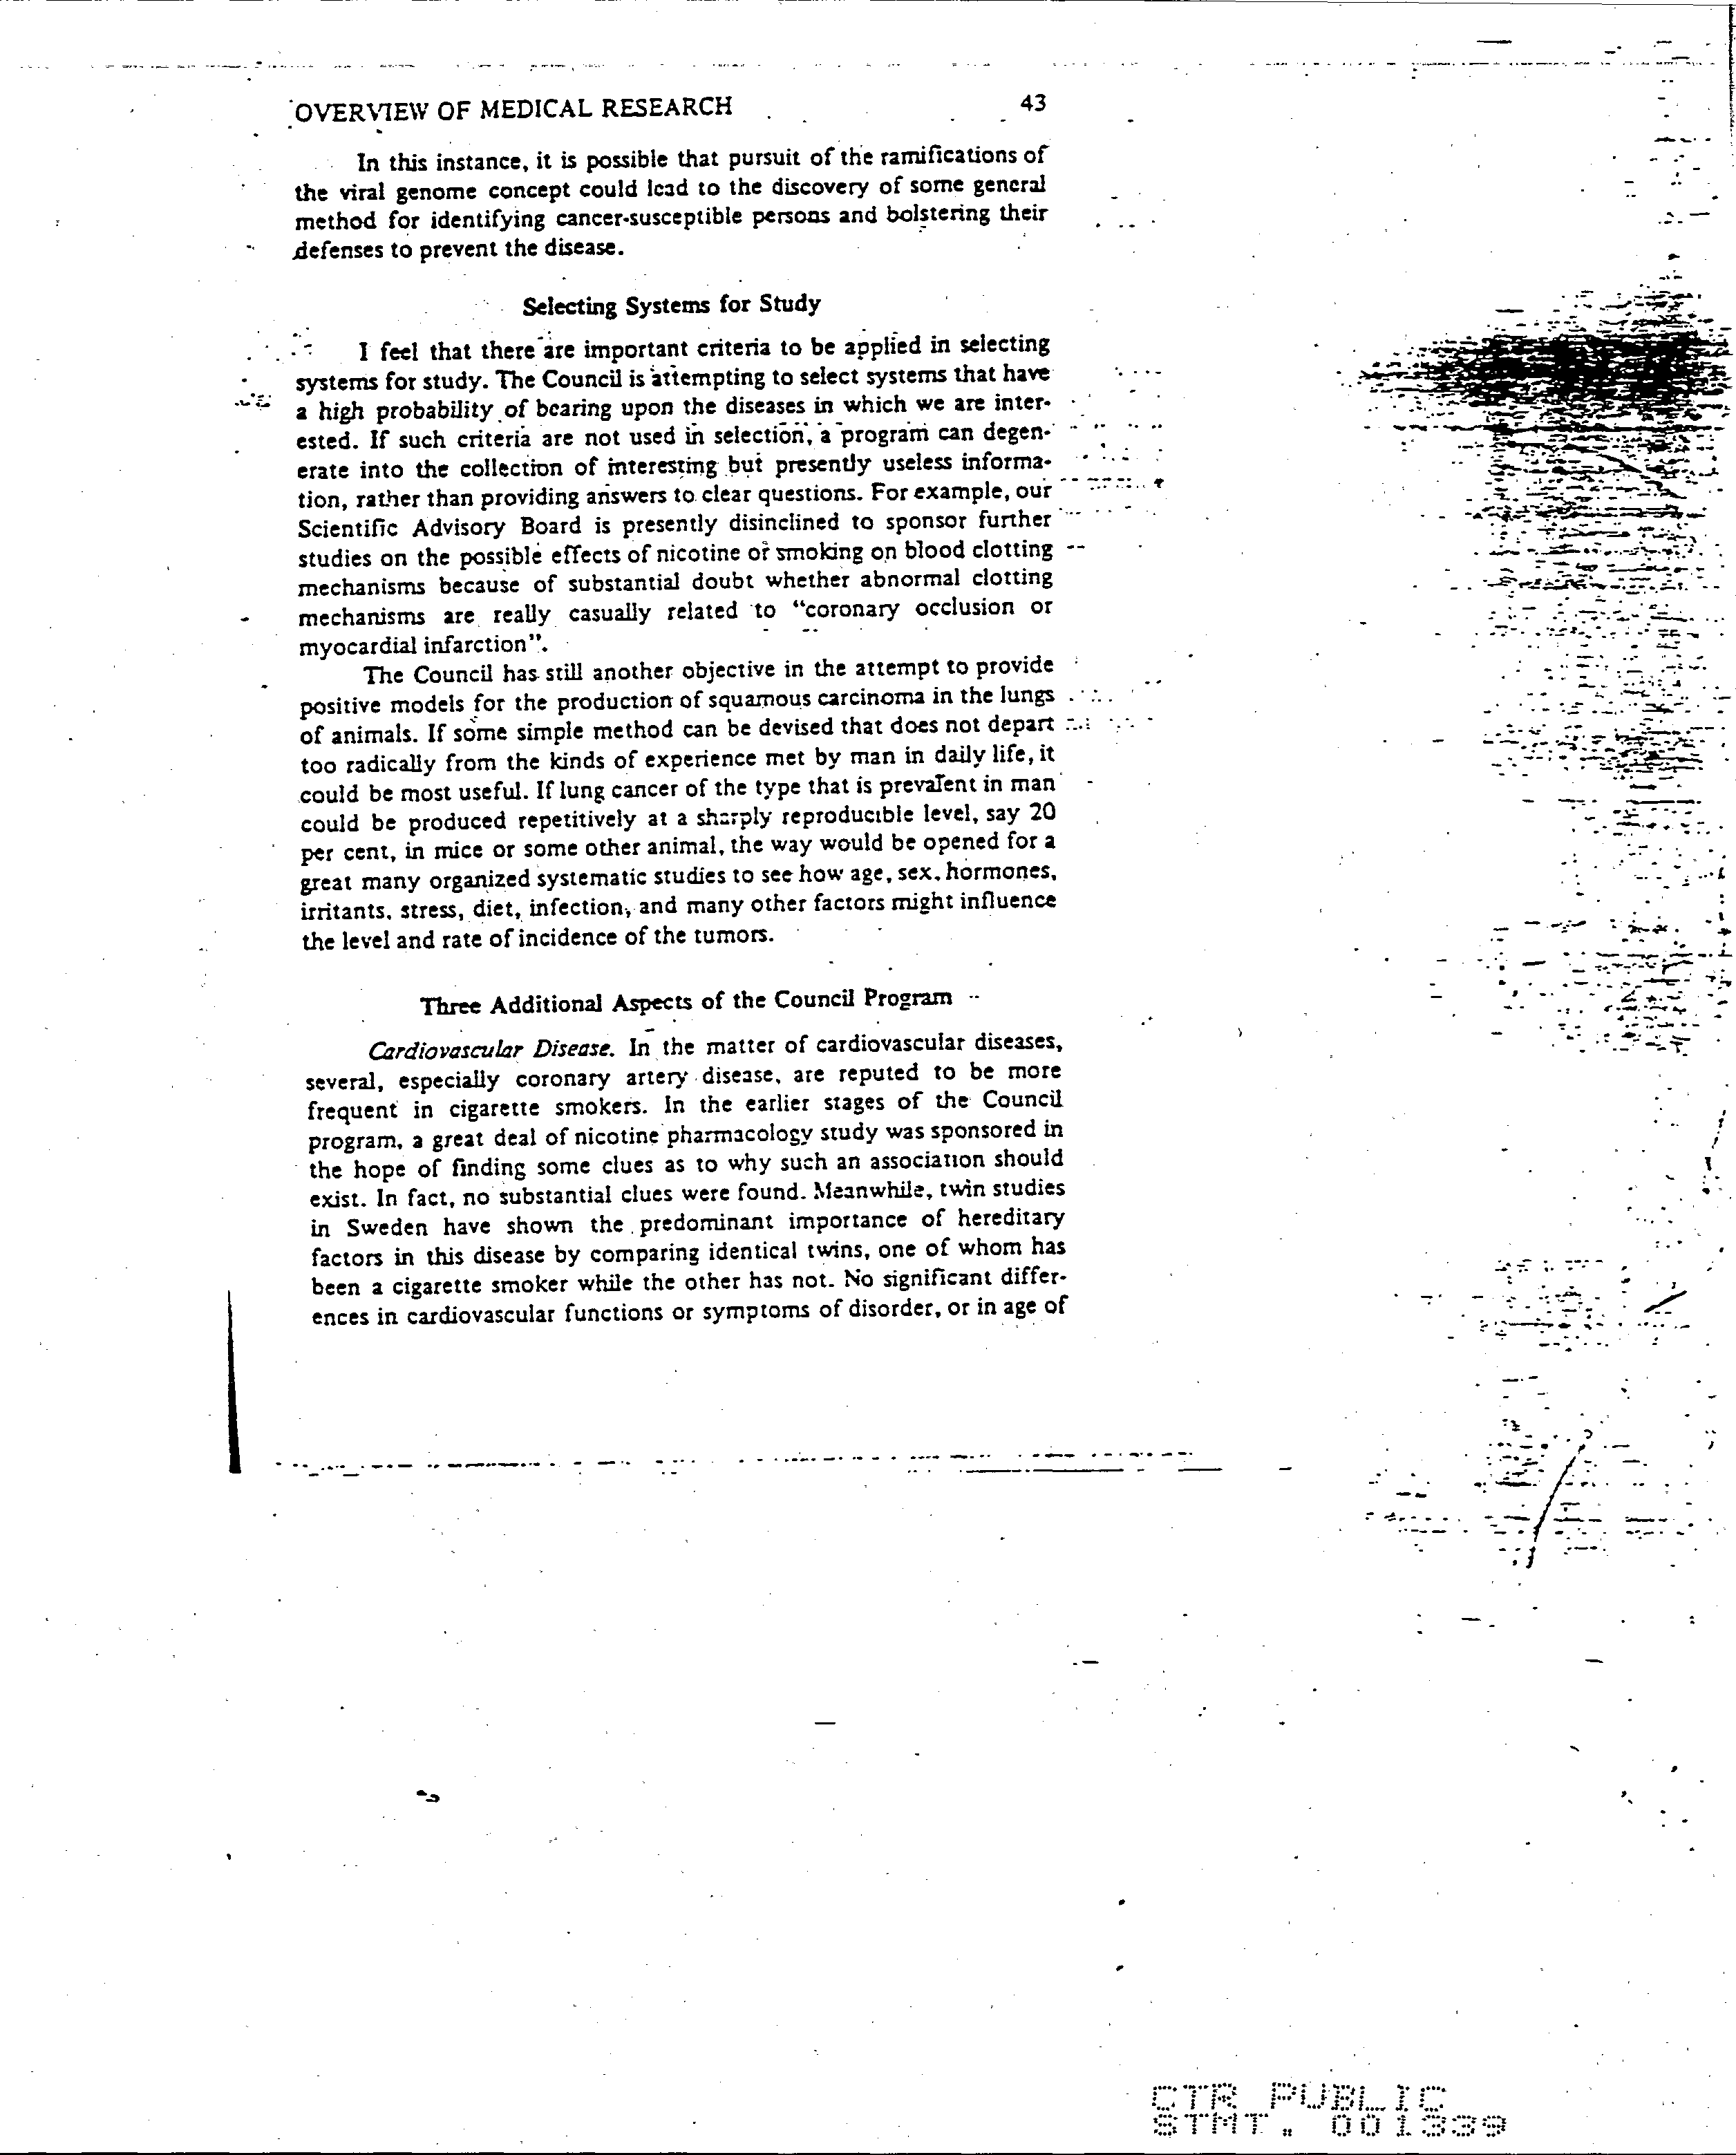 OVERVIEW OF MEDICAL RESEARCH 43
In this instance, it is possible that pursuit of the ramifications of
the viral genome concept could lead to the discovery of some general
method for identifying cancer-susceptible persons and bolstering their
defenses to prevent the disease.
Selecting Systems for Study
I feel that there are important criteria to be applied in selecting
systems for study. The Council is attempting to select systems that have
a high probability of bearing upon the diseases in which we are inter-
ested. If such criteria are not used in selection, a program can degen-
erate into the collection of interesting but presently useless informa-
tion, rather than providing answers to clear questions. For example, our
Scientific Advisory Board is presently disinclined to sponsor further
studies on the possible effects of nicotine or smoking on blood clotting
mechanisms because of substantial doubt whether abnormal clotting
mechanisms are really casually related to “coronary occlusion or
myocardial infarction”.
The Council has still another objective in the attempt to provide
positive models for the production of squamous carcinoma in the lungs
of animals. If some simple method can be devised that does not depart
too radically from the kinds of experience met by man in daily life, it
could be most useful. If lung cancer of the type that is prevalent in man
could be produced repetitively at a sharply reproducible level, say 20
per cent, in mice or some other animal, the way would be opened for a
great many organized systematic studies to see how age, sex, hormones,
irritants, stress, diet, infection, and many other factors might influence
the level and rate of incidence of the tumors.
Three Additional Aspects of the Council Program
Cardiovascular Disease. In the matter of cardiovascular diseases,
several, especially coronary artery disease, are reputed to be more
frequent in cigarette smokers. In the earlier stages of the Council
program, a great deal of nicotine pharmacology study was sponsored in
the hope of finding some clues as to why such an association should
exist. In fact, no substantial clues were found. Meanwhile, twin studies
in Sweden have shown the predominant importance of hereditary
factors in this disease by comparing identical twins, one of whom has
been a cigarette smoker while the other has not. No significant differ-
ences in cardiovascular functions or symptoms of disorder, or in age of
CTR PUBLIC
STMT. 001339